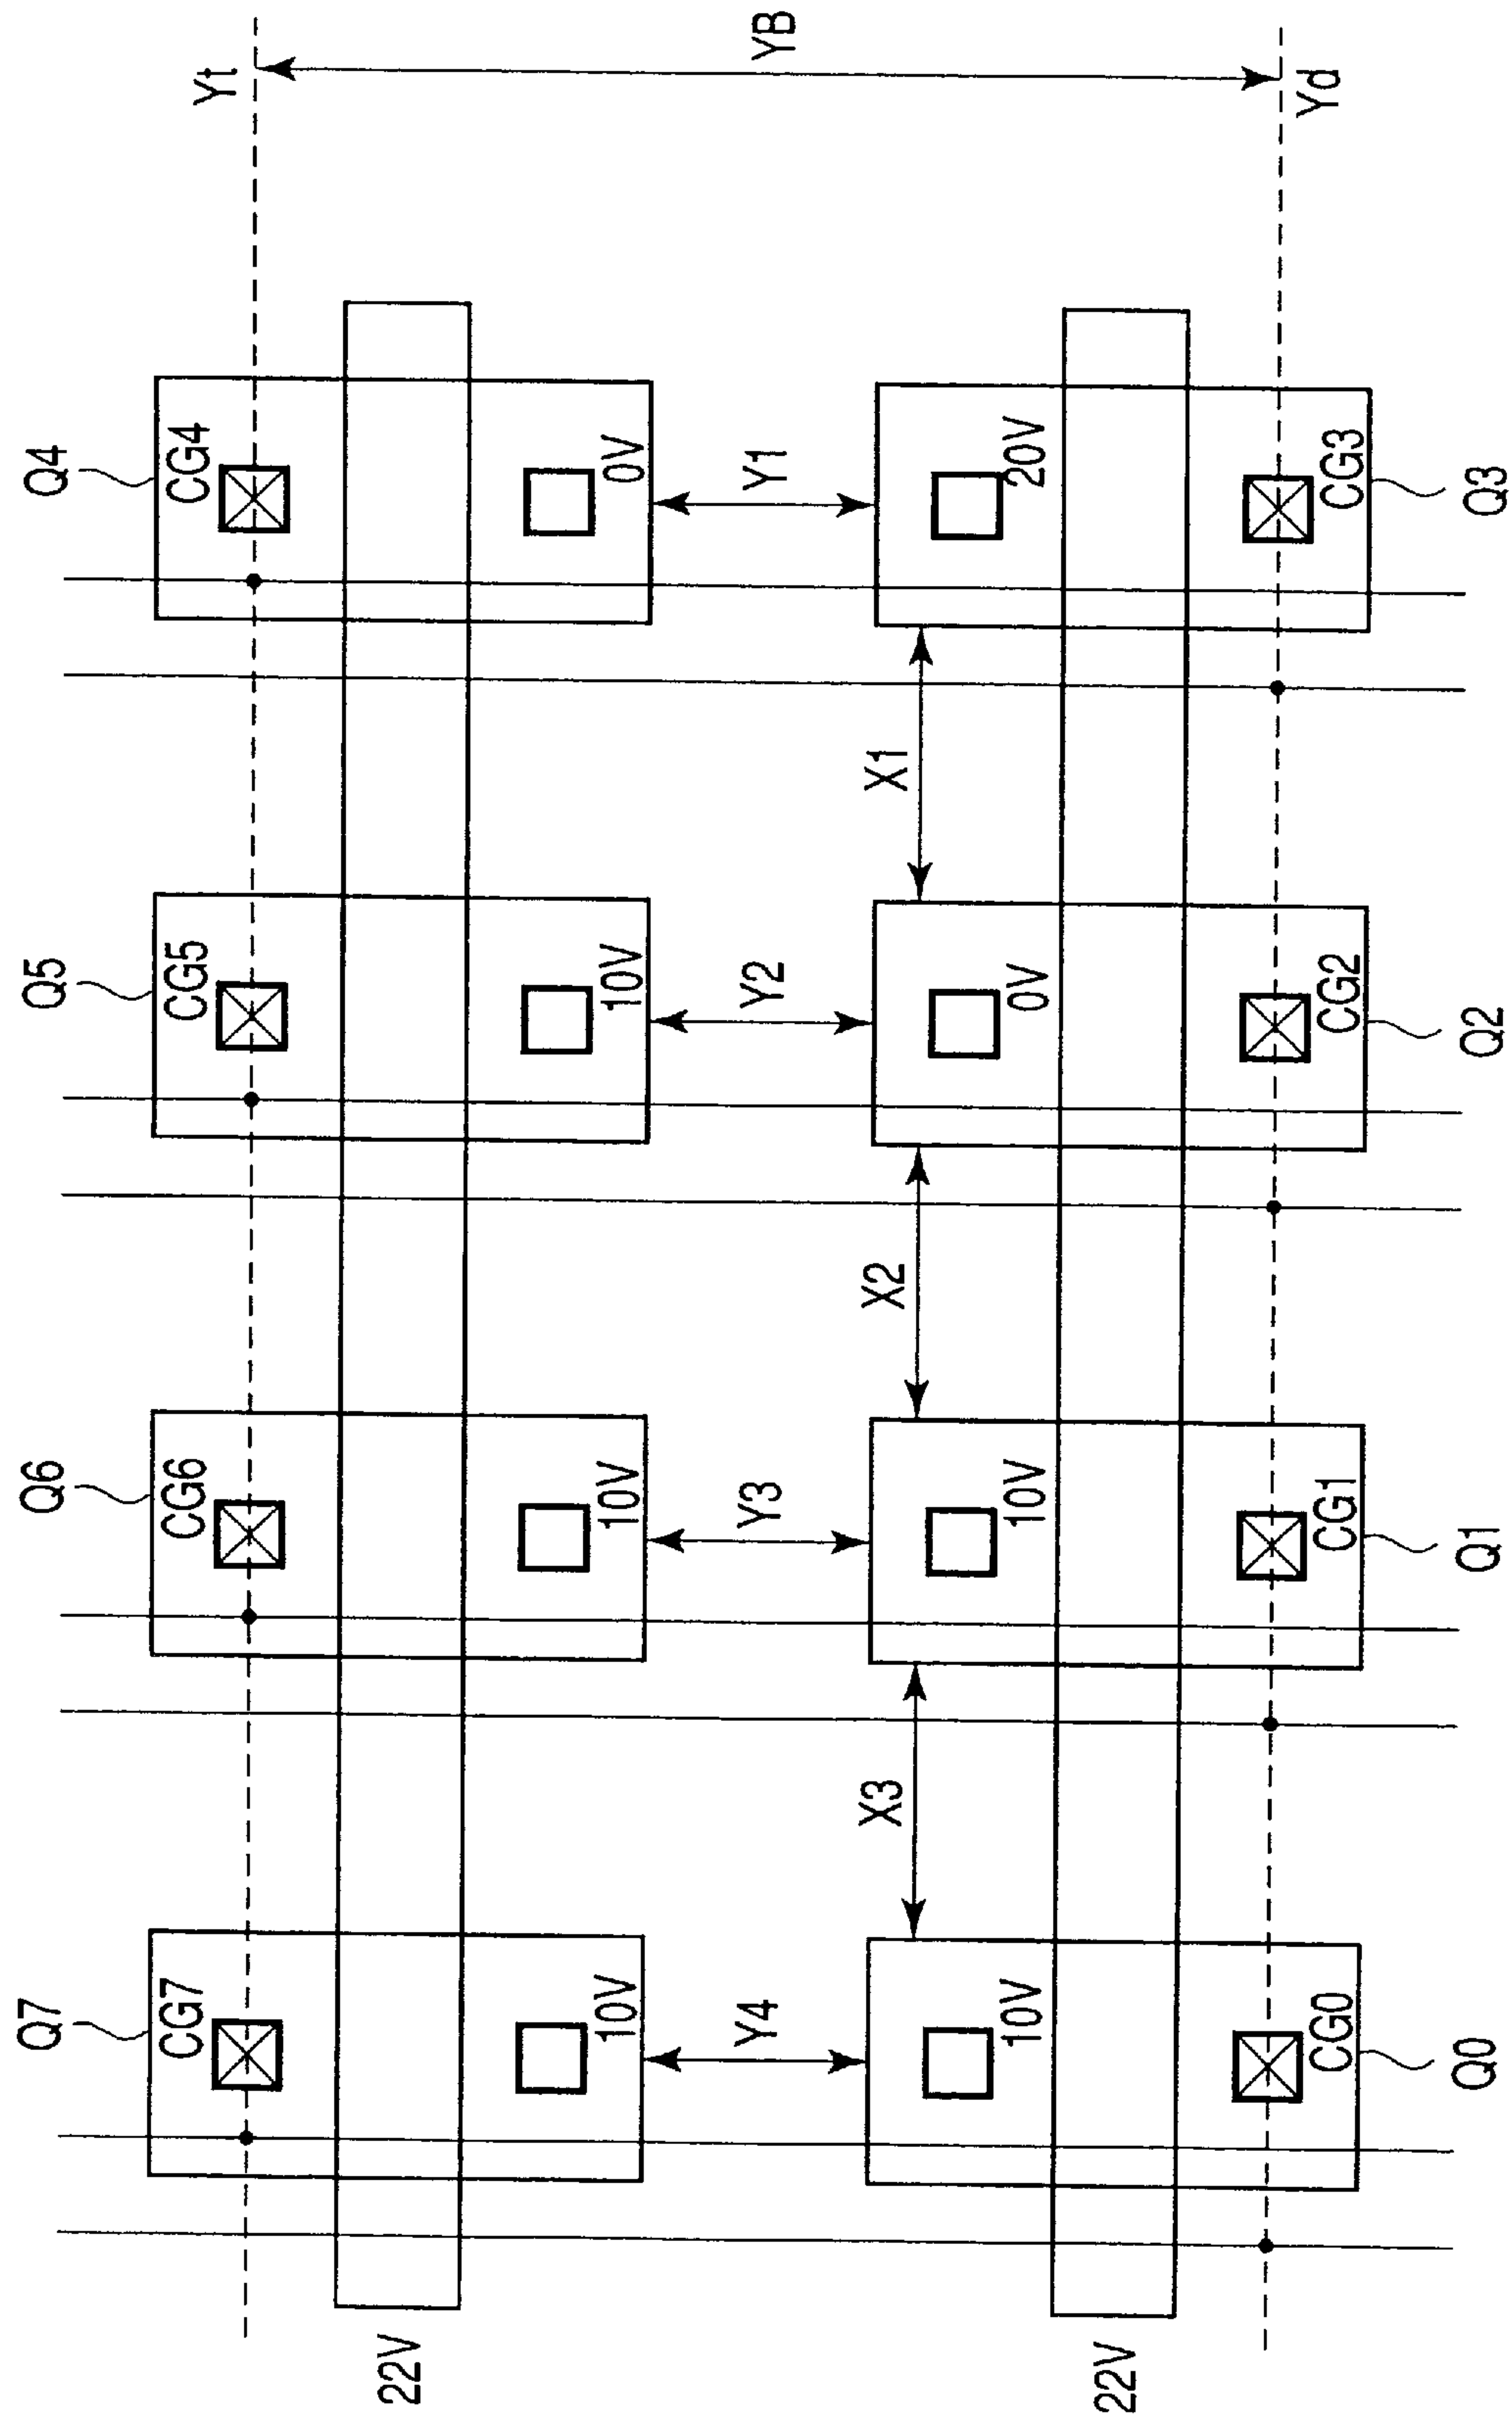 Q7 Q6 Q5 Q4
CG7 CG6 CG5 CG4 Yt
22V
10V 10V 10V 0V
Y4 Y3 Y2 Y1 YB
X3 X2 X1
10V 10V 0V 20V
22V
CG0 CG1 CG2 CG3 Yd
Q0 Q1 Q2 Q3